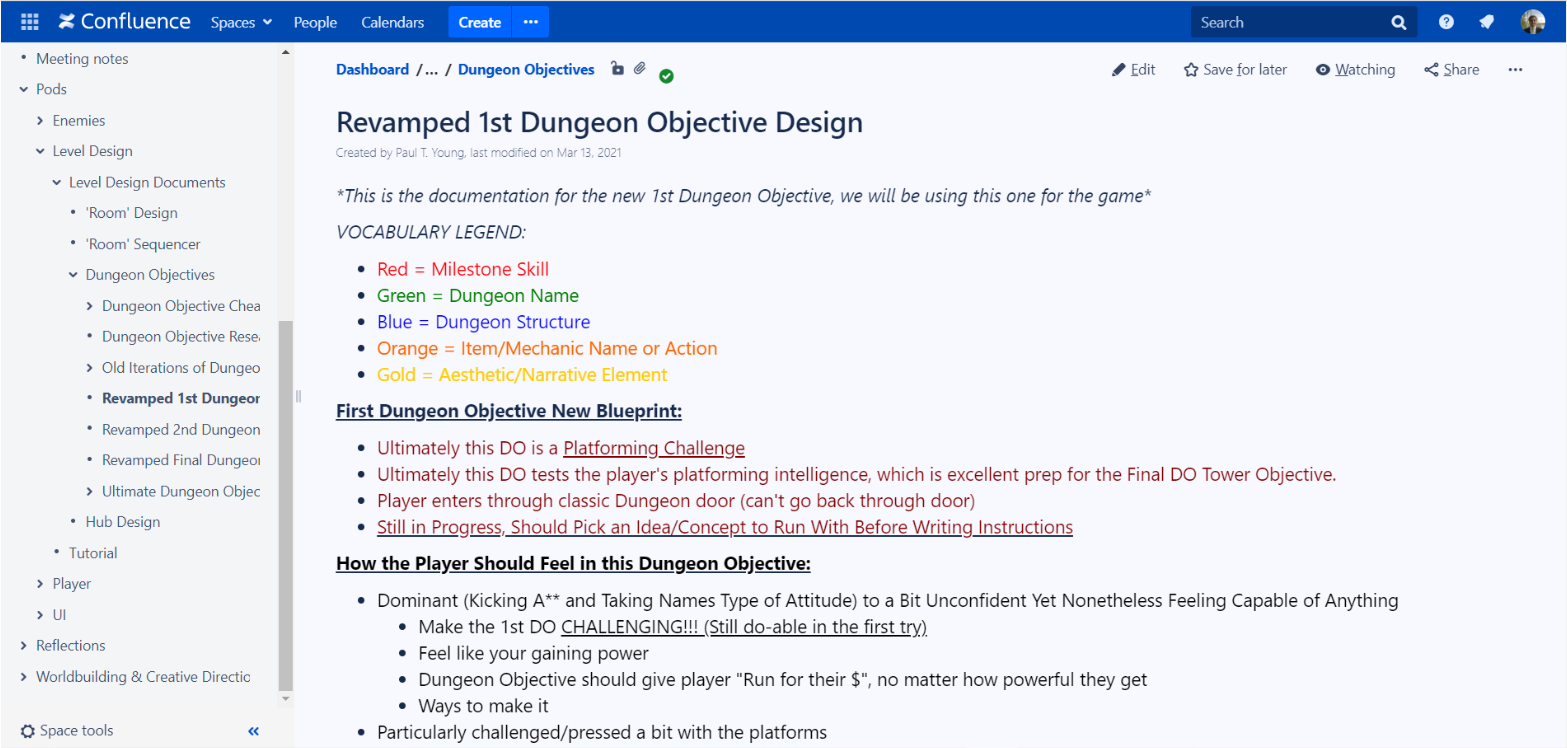 Confluence Spaces People Calendars Create ••• Search
Meeting notes
Pods
Enemies
Level Design
Level Design Documents
'Room' Design
'Room' Sequencer
Dungeon Objectives
Dungeon Objective Chea
Dungeon Objective Rese
Old Iterations of Dungeo
Revamped 1st Dungeon
Revamped 2nd Dungeon
Revamped Final Dungeon
Ultimate Dungeon Objec
Hub Design
Tutorial
Player
UI
Reflections
Worldbuilding & Creative Directio
Space tools «
Dashboard /... / Dungeon Objectives
Edit Save for later Watching Share •••
Revamped 1st Dungeon Objective Design
Created by Paul T. Young, last modified on Mar 13, 2021
*This is the documentation for the new 1st Dungeon Objective, we will be using this one for the game*
VOCABULARY LEGEND:
• Red = Milestone Skill
• Green = Dungeon Name
• Blue = Dungeon Structure
• Orange = Item/Mechanic Name or Action
• Gold = Aesthetic/Narrative Element
First Dungeon Objective New Blueprint:
• Ultimately this DO is a Platforming Challenge
• Ultimately this DO tests the player's platforming intelligence, which is excellent prep for the Final DO Tower Objective.
• Player enters through classic Dungeon door (can't go back through door)
• Still in Progress, Should Pick an Idea/Concept to Run With Before Writing Instructions
How the Player Should Feel in this Dungeon Objective:
• Dominant (Kicking A** and Taking Names Type of Attitude) to a Bit Unconfident Yet Nonetheless Feeling Capable of Anything
• Make the 1st DO CHALLENGING!!! (Still do-able in the first try)
• Feel like your gaining power
• Dungeon Objective should give player "Run for their $", no matter how powerful they get
• Ways to make it
• Particularly challenged/pressed a bit with the platforms